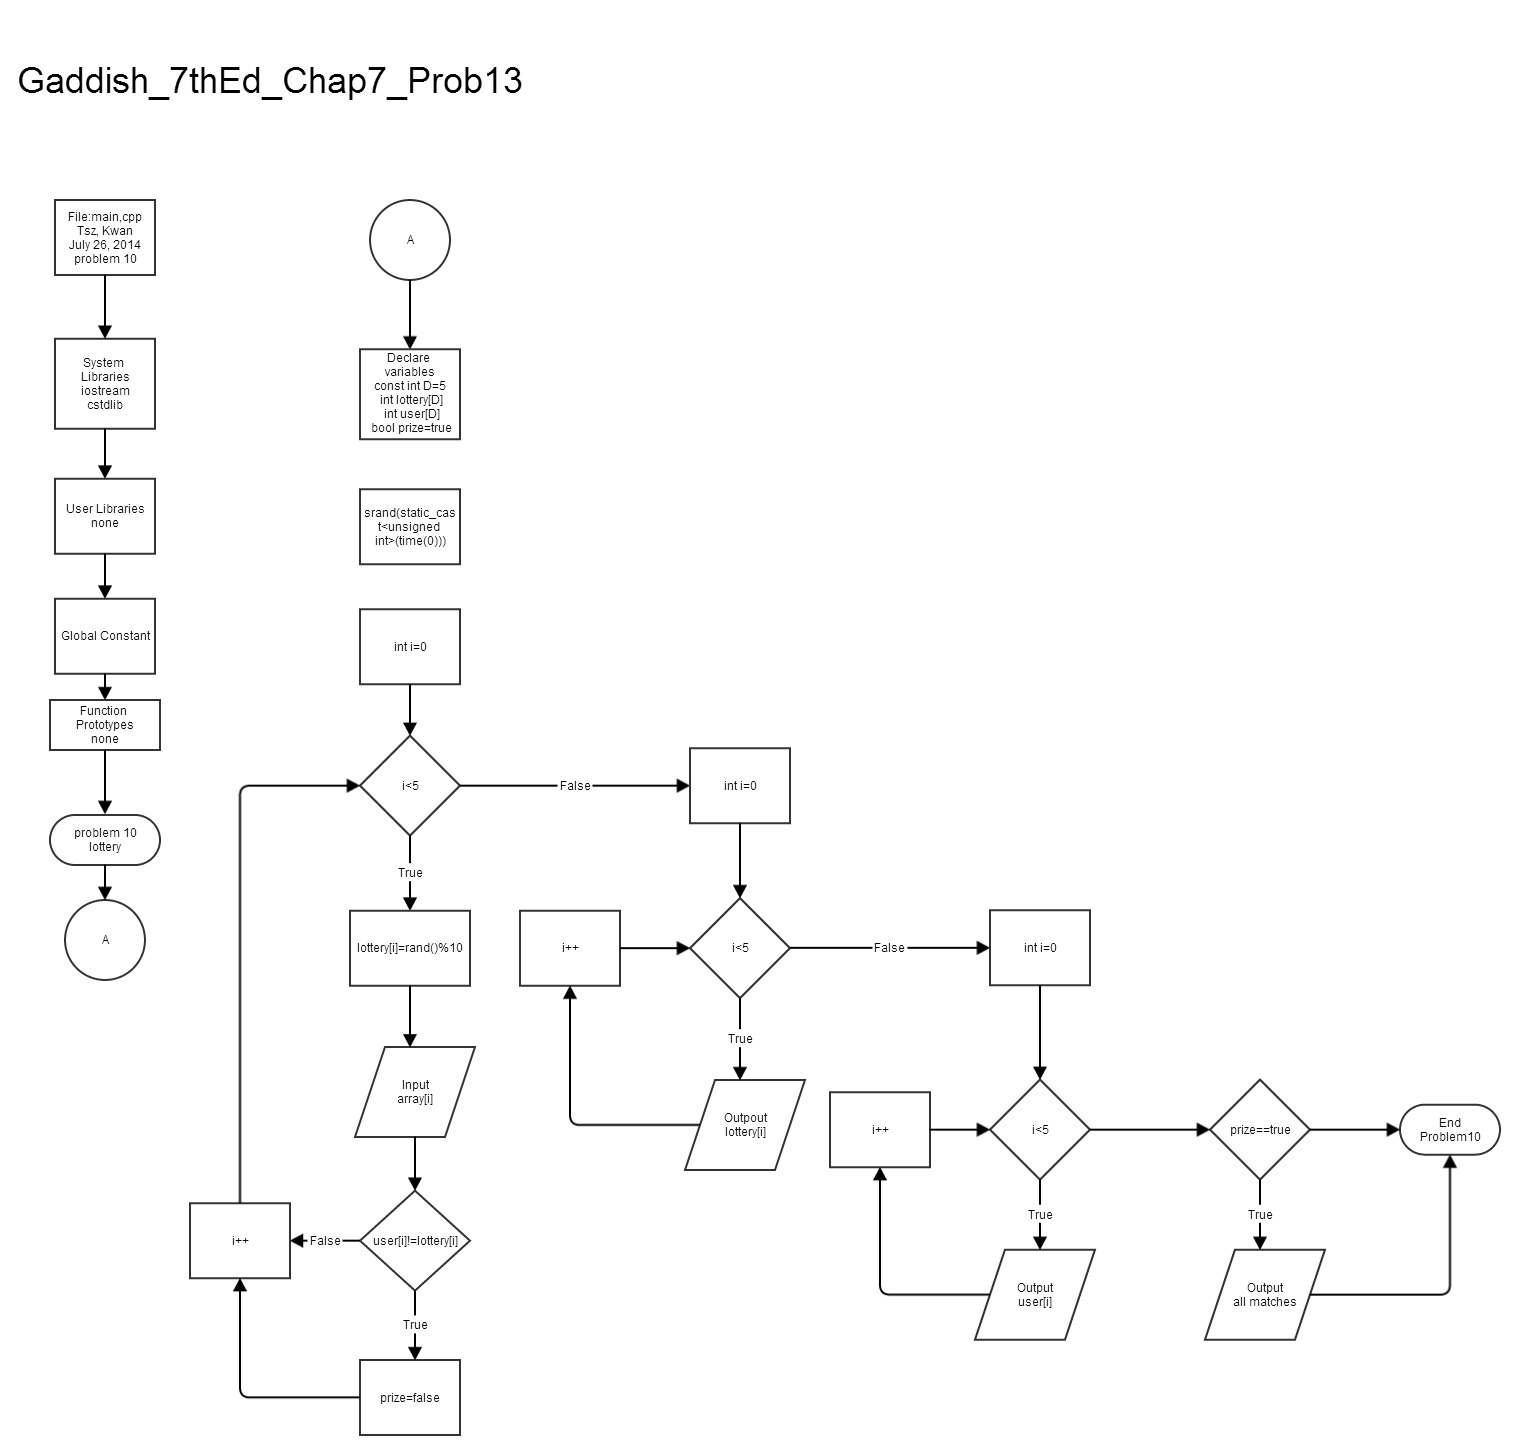 Gaddish_7thEd_Chap7_Prob13
File:main,cpp
Tsz, Kwan
July 26, 2014
problem 10
System
Libraries
iostream
cstdlib
User Libraries
none
Global Constant
Function
Prototypes
none
problem 10
lottery
A
A
Declare
variables
const int D=5
int lottery[D]
int user[D]
bool prize=true
srand(static_cas
t<unsigned
int>(time(0)))
int i=0
i<5
False
True
lottery[i]=rand()%10
Input
array[i]
user[i]!=lottery[i]
False
i++
True
prize=false
int i=0
i<5
i++
False
True
Outpout
lottery[i]
int i=0
i<5
i++
True
Output
user[i]
prize==true
True
Output
all matches
End
Problem10